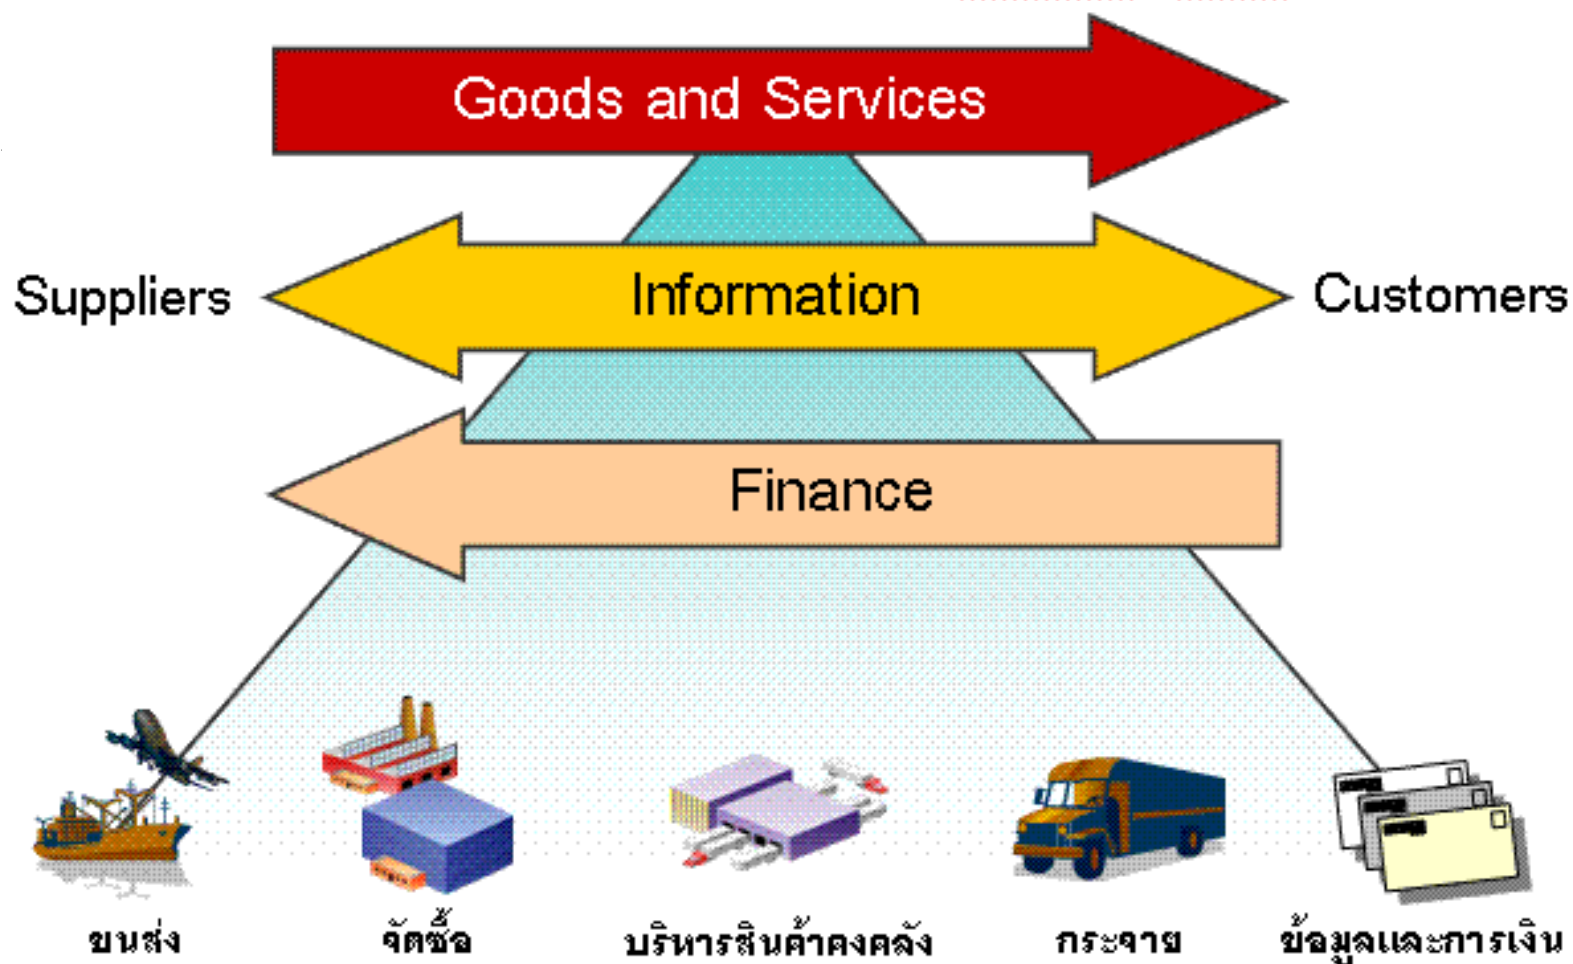 Goods and Services
Suppliers
Information
Customers
Finance
ขนส่ง
จัดซื้อ
บริหารสินค้าคงคลัง
กระจาย
ข้อมูลและการเงิน